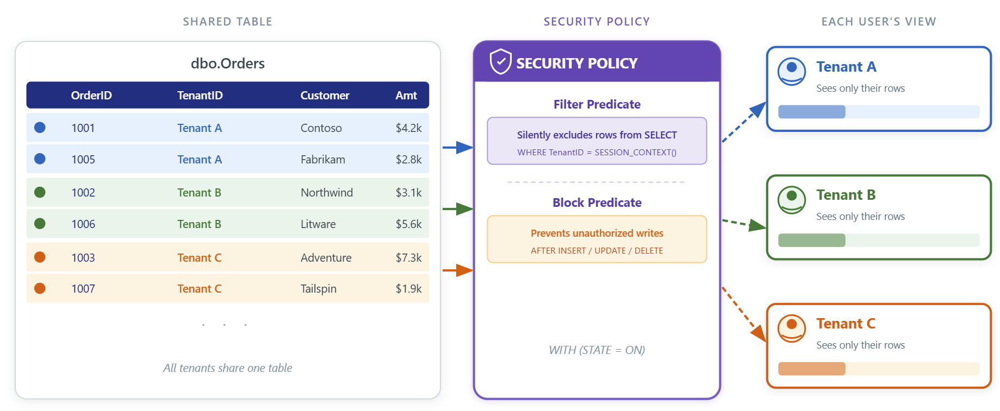 SHARED TABLE
dbo.Orders
OrderID TenantID Customer Amt
1001 Tenant A Contoso $4.2k
1005 Tenant A Fabrikam $2.8k
1002 Tenant B Northwind $3.1k
1006 Tenant B Litware $5.6k
1003 Tenant C Adventure $7.3k
1007 Tenant C Tailspin $1.9k
. . .
All tenants share one table
SECURITY POLICY
SECURITY POLICY
Filter Predicate
Silently excludes rows from SELECT
WHERE TenantID = SESSION_CONTEXT()
Block Predicate
Prevents unauthorized writes
AFTER INSERT / UPDATE / DELETE
WITH (STATE = ON)
EACH USER'S VIEW
Tenant A
Sees only their rows
Tenant B
Sees only their rows
Tenant C
Sees only their rows